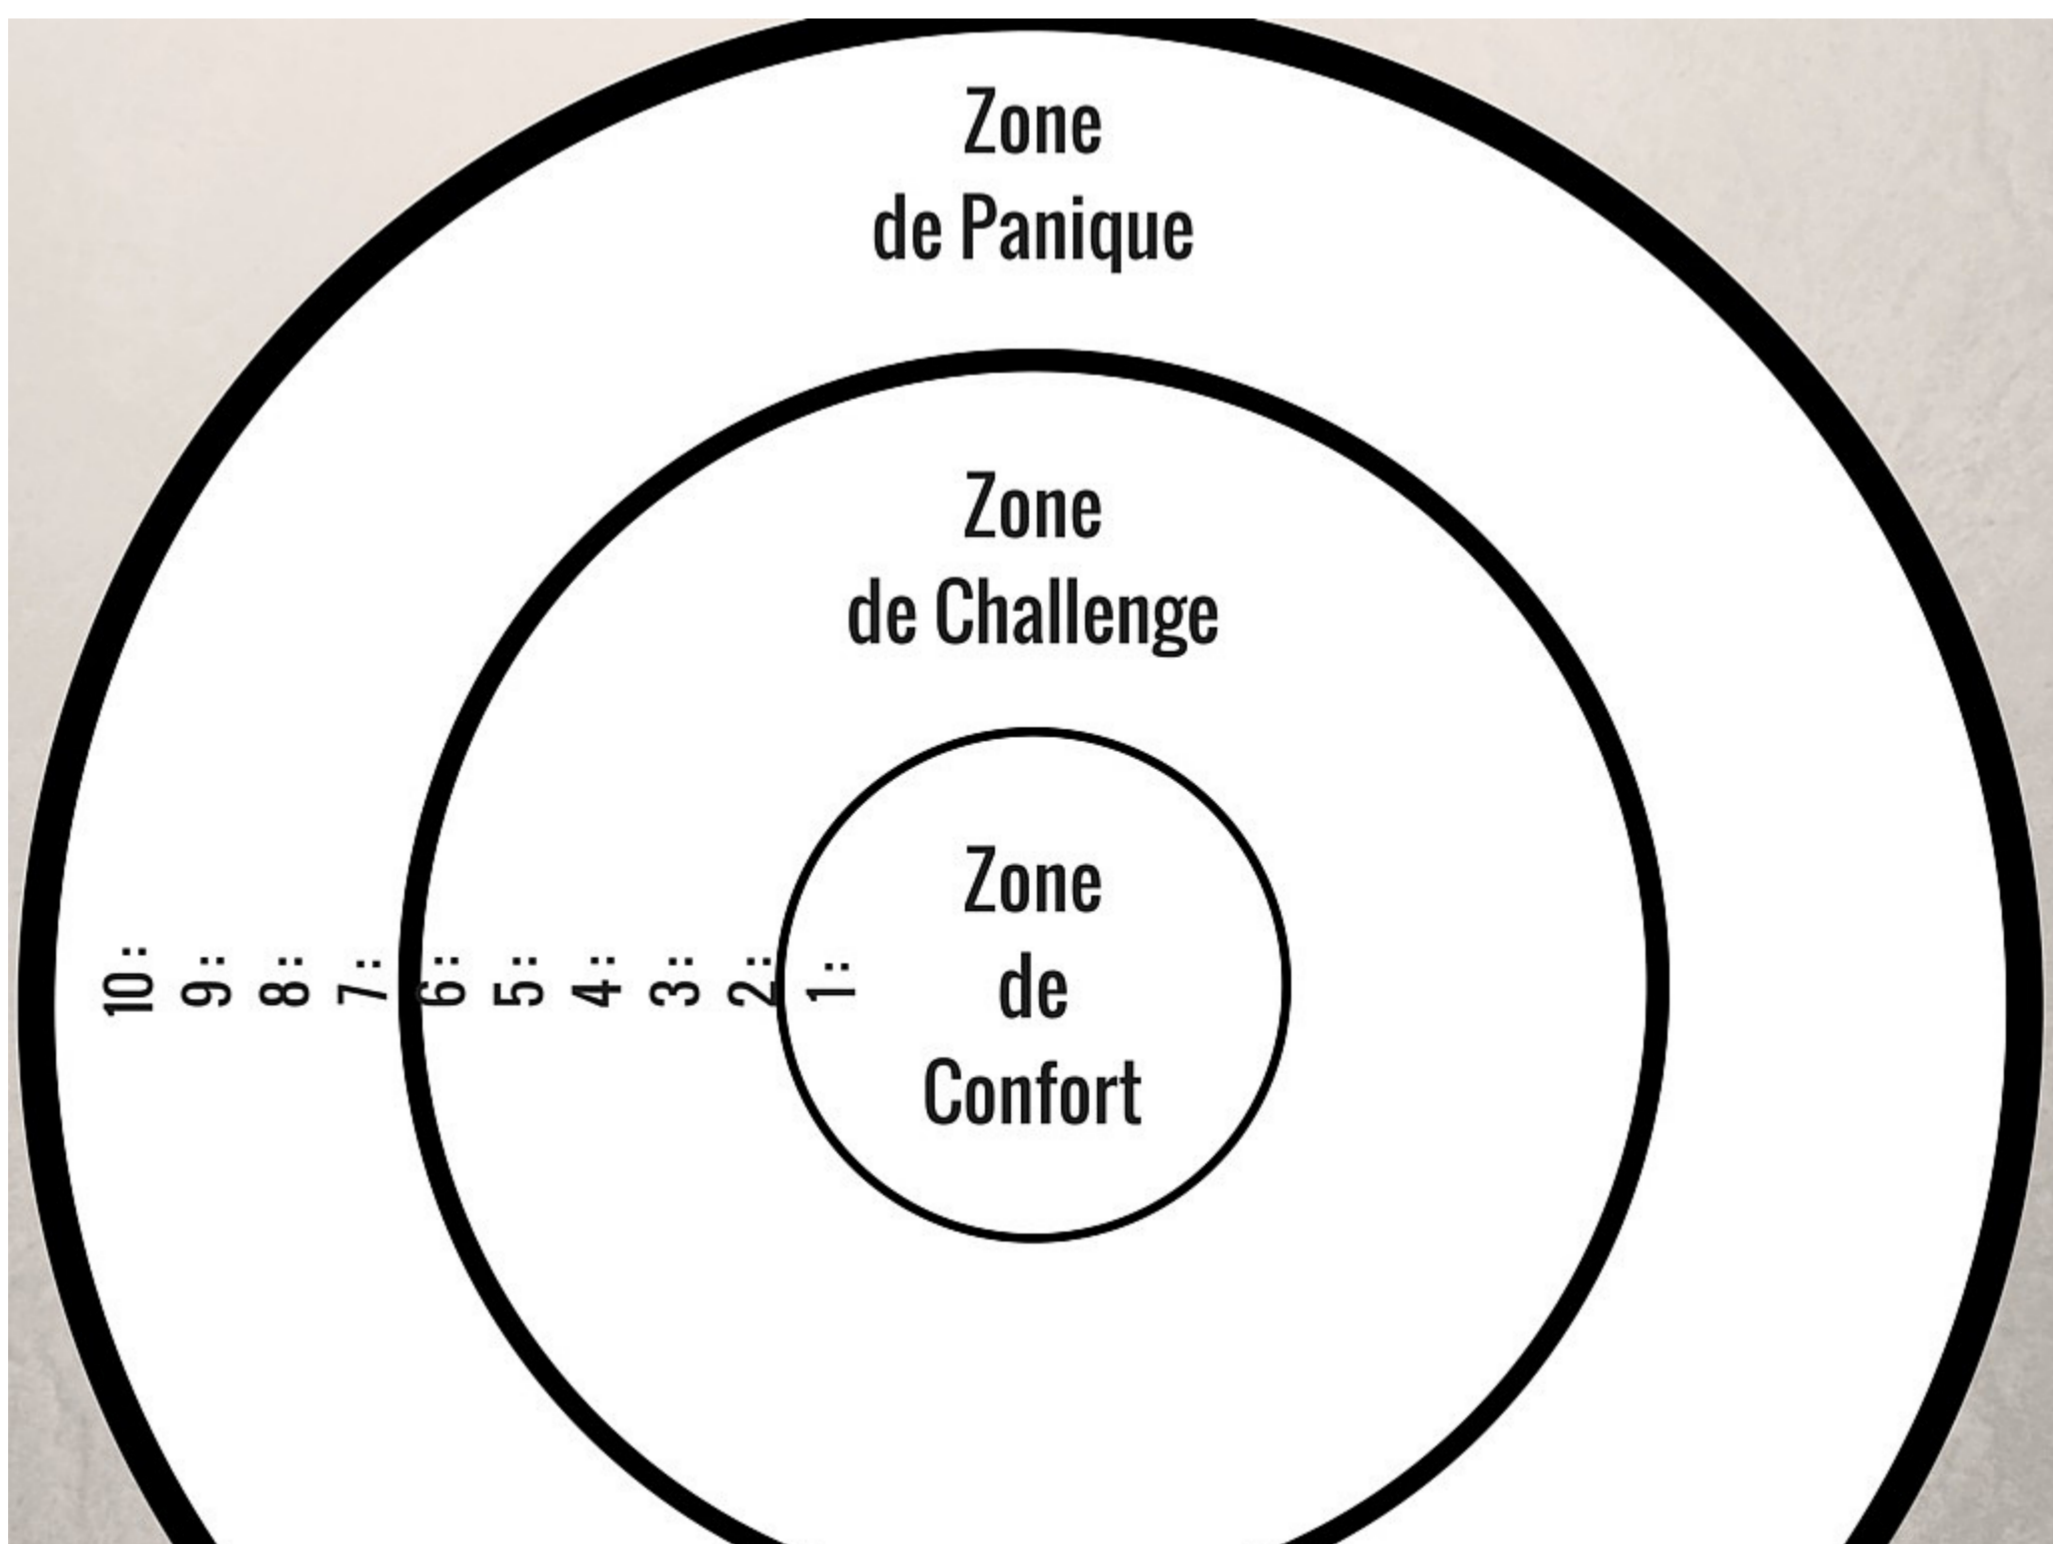 Zone
de Panique
Zone
de Challenge
Zone
de
Confort
10 :
9 :
8 :
7 :
6 :
5 :
4 :
3 :
2 :
1 :